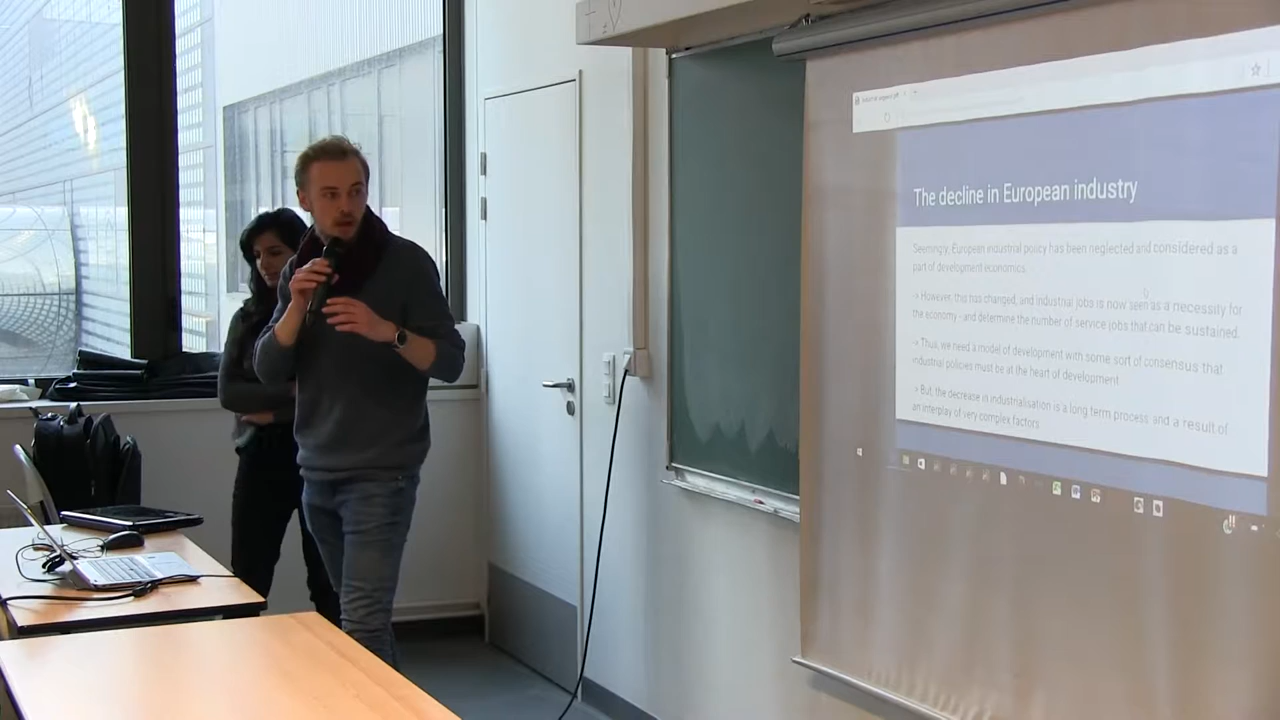 The decline in European industry
Seemingly, European industrial policy has been neglected and considered as a
part of development economics.
-> However, this has changed, and industrial jobs is now seen as a necessity for
the economy - and determine the number of service jobs that can be sustained.
-> Thus, we need a model of development with some sort of consensus that
industrial policies must be at the heart of development
> But, the decrease in industrialisation is a long term process and a result of
an interplay of very complex factors